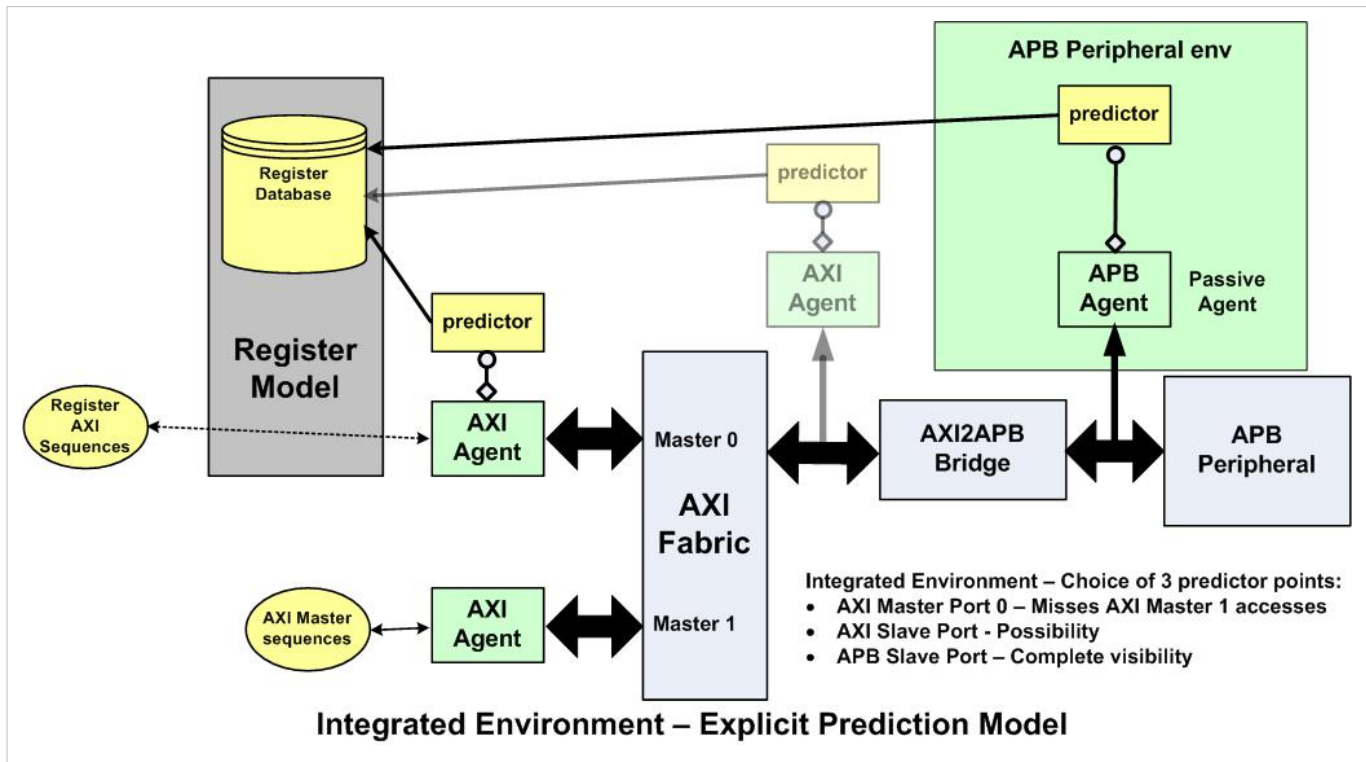 APB Peripheral env
predictor
Register
Database
predictor
APB
Agent
Passive
Agent
AXI
Agent
predictor
Register
Model
Register
AXI
Sequences
AXI
Agent
Master 0
AXI
Fabric
AXI2APB
Bridge
APB
Peripheral
AXI Master
sequences
AXI
Agent
Master 1
Integrated Environment – Choice of 3 predictor points:
• AXI Master Port 0 – Misses AXI Master 1 accesses
• AXI Slave Port - Possibility
• APB Slave Port – Complete visibility
Integrated Environment – Explicit Prediction Model